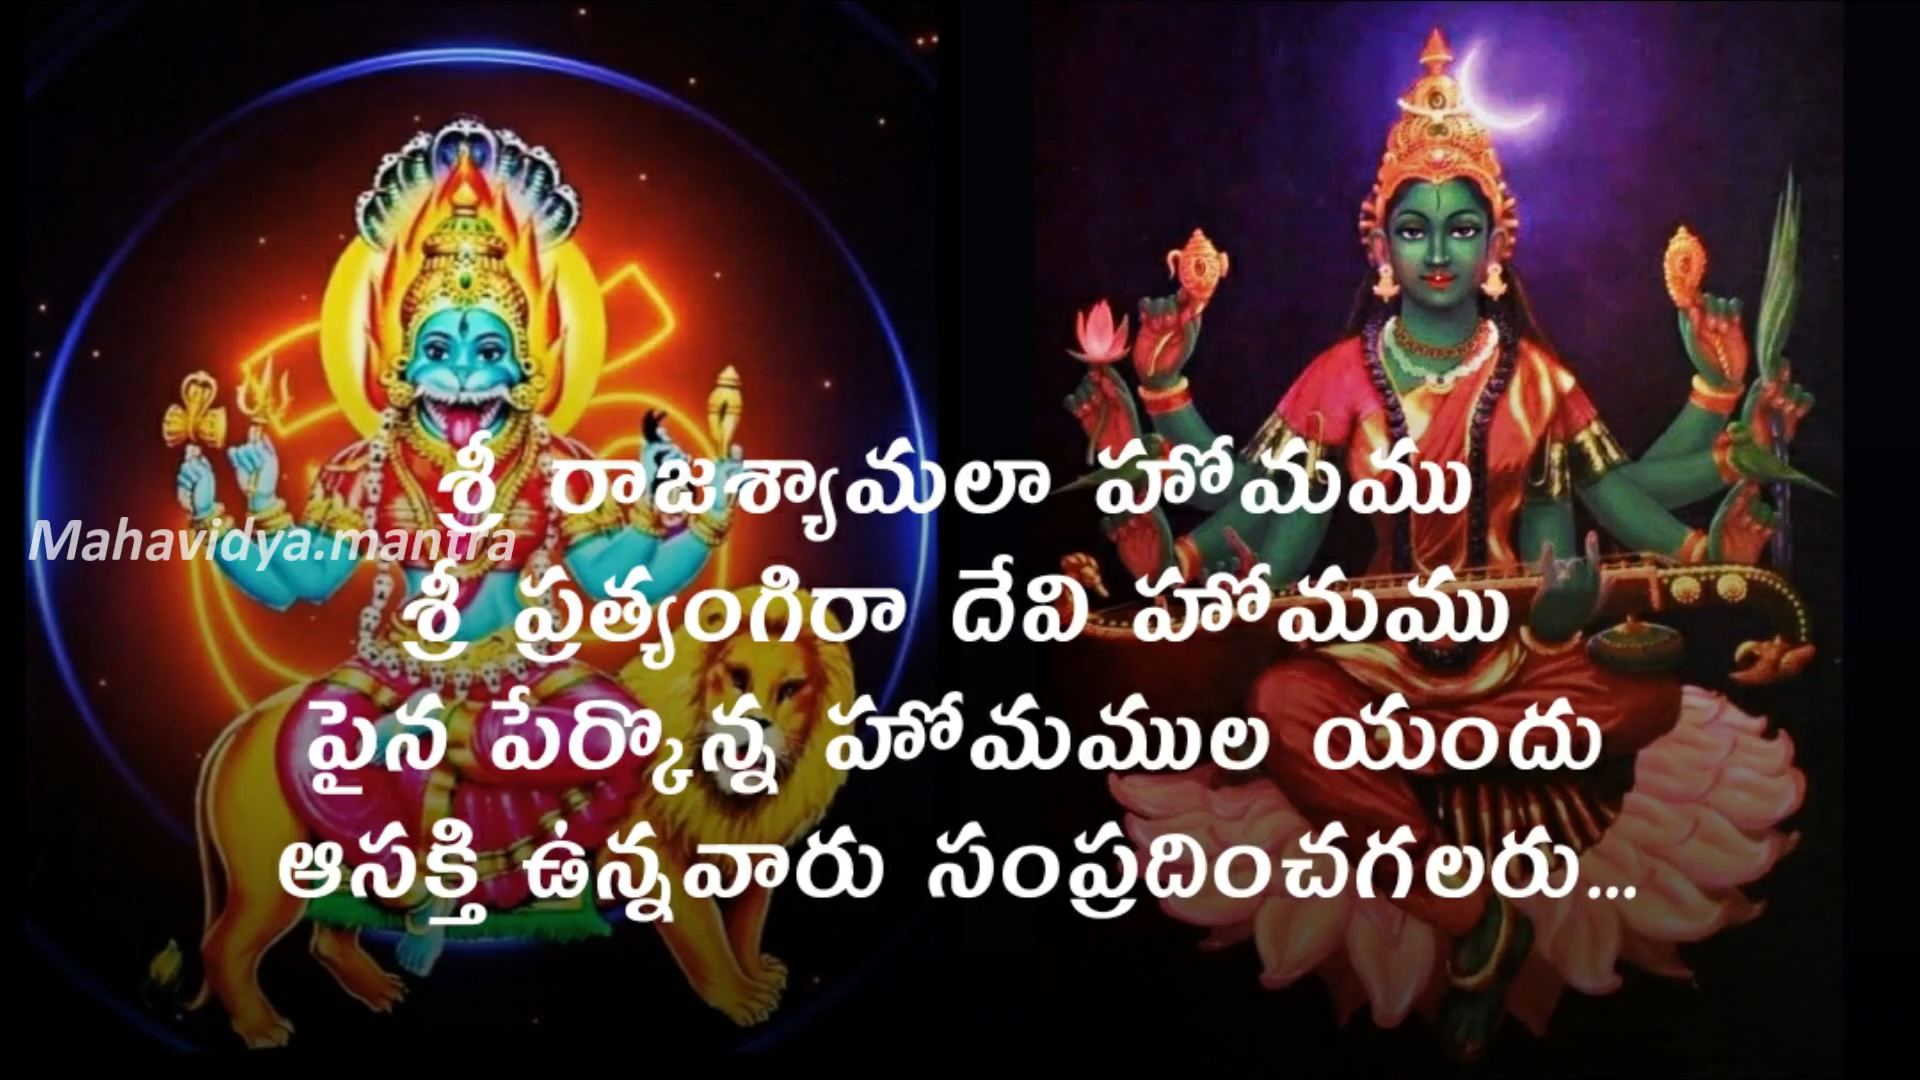 శ్రీ రాజశ్యామలా హోమము
Mahavidya.mantra
శ్రీ ప్రత్యంగిరా దేవి హోమము
పైన పేర్కొన్న హోమముల యందు
ఆసక్తి ఉన్నవారు సంప్రదించగలరు...